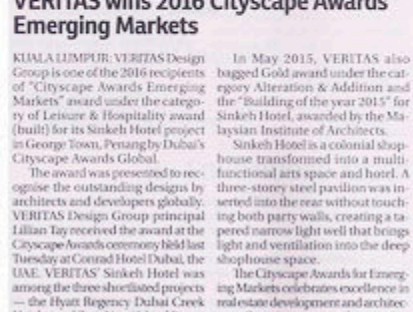 VERITAS wins 2016 Cityscape Awards
Emerging Markets
KUALA LUMPUR: VERITAS Design
Group is one of the 2016 recipients
of "Cityscape Awards Emerging
Markets" award under the catego-
ry of Leisure & Hospitality award
(built) for its Sinkeh Hotel project
in George Town, Penang by Dubai's
Cityscape Awards Global.
The award was presented to rec-
ognise the outstanding designs by
architects and developers globally.
VERITAS Design Group principal
Lillian Tay received the award at the
Cityscape Awards ceremony held last
Tuesday at Conrad Hotel Dubai, the
UAE. VERITAS' Sinkeh Hotel was
among the three shortlisted projects
— the Hyatt Regency Dubai Creek
In May 2015, VERITAS also
bagged Gold award under the cat-
egory Alteration & Addition and
the "Building of the year 2015" for
Sinkeh Hotel, awarded by the Ma-
laysian Institute of Architects.
Sinkeh Hotel is a colonial shop-
house transformed into a multi-
functional arts space and hotel. A
three-storey steel pavilion was in-
serted into the rear without touch-
ing both party walls, creating a ta-
pered narrow light well that brings
light and ventilation into the deep
shophouse space.
The Cityscape Awards for Emerg-
ing Markets celebrates excellence in
real estate development and architec-